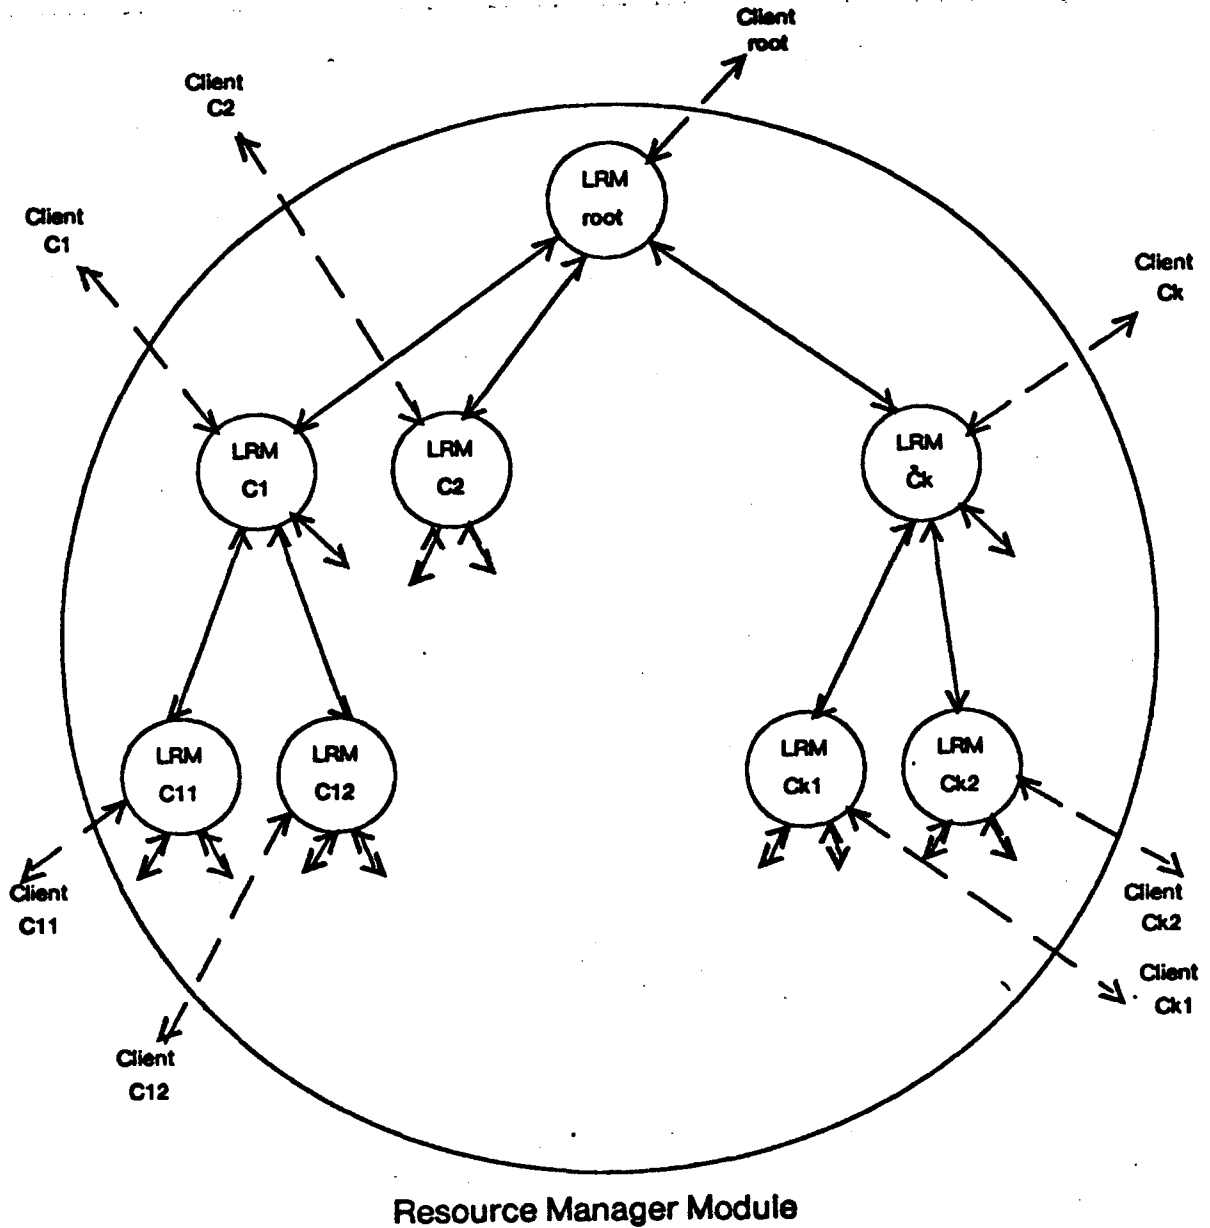 Client
root
Client
C2
Client
C1
Client
Ck
LRM
root
LRM
C1
LRM
C2
LRM
Ck
LRM
C11
LRM
C12
LRM
Ck1
LRM
Ck2
Client
C11
Client
C12
Client
Ck2
Client
Ck1
Resource Manager Module